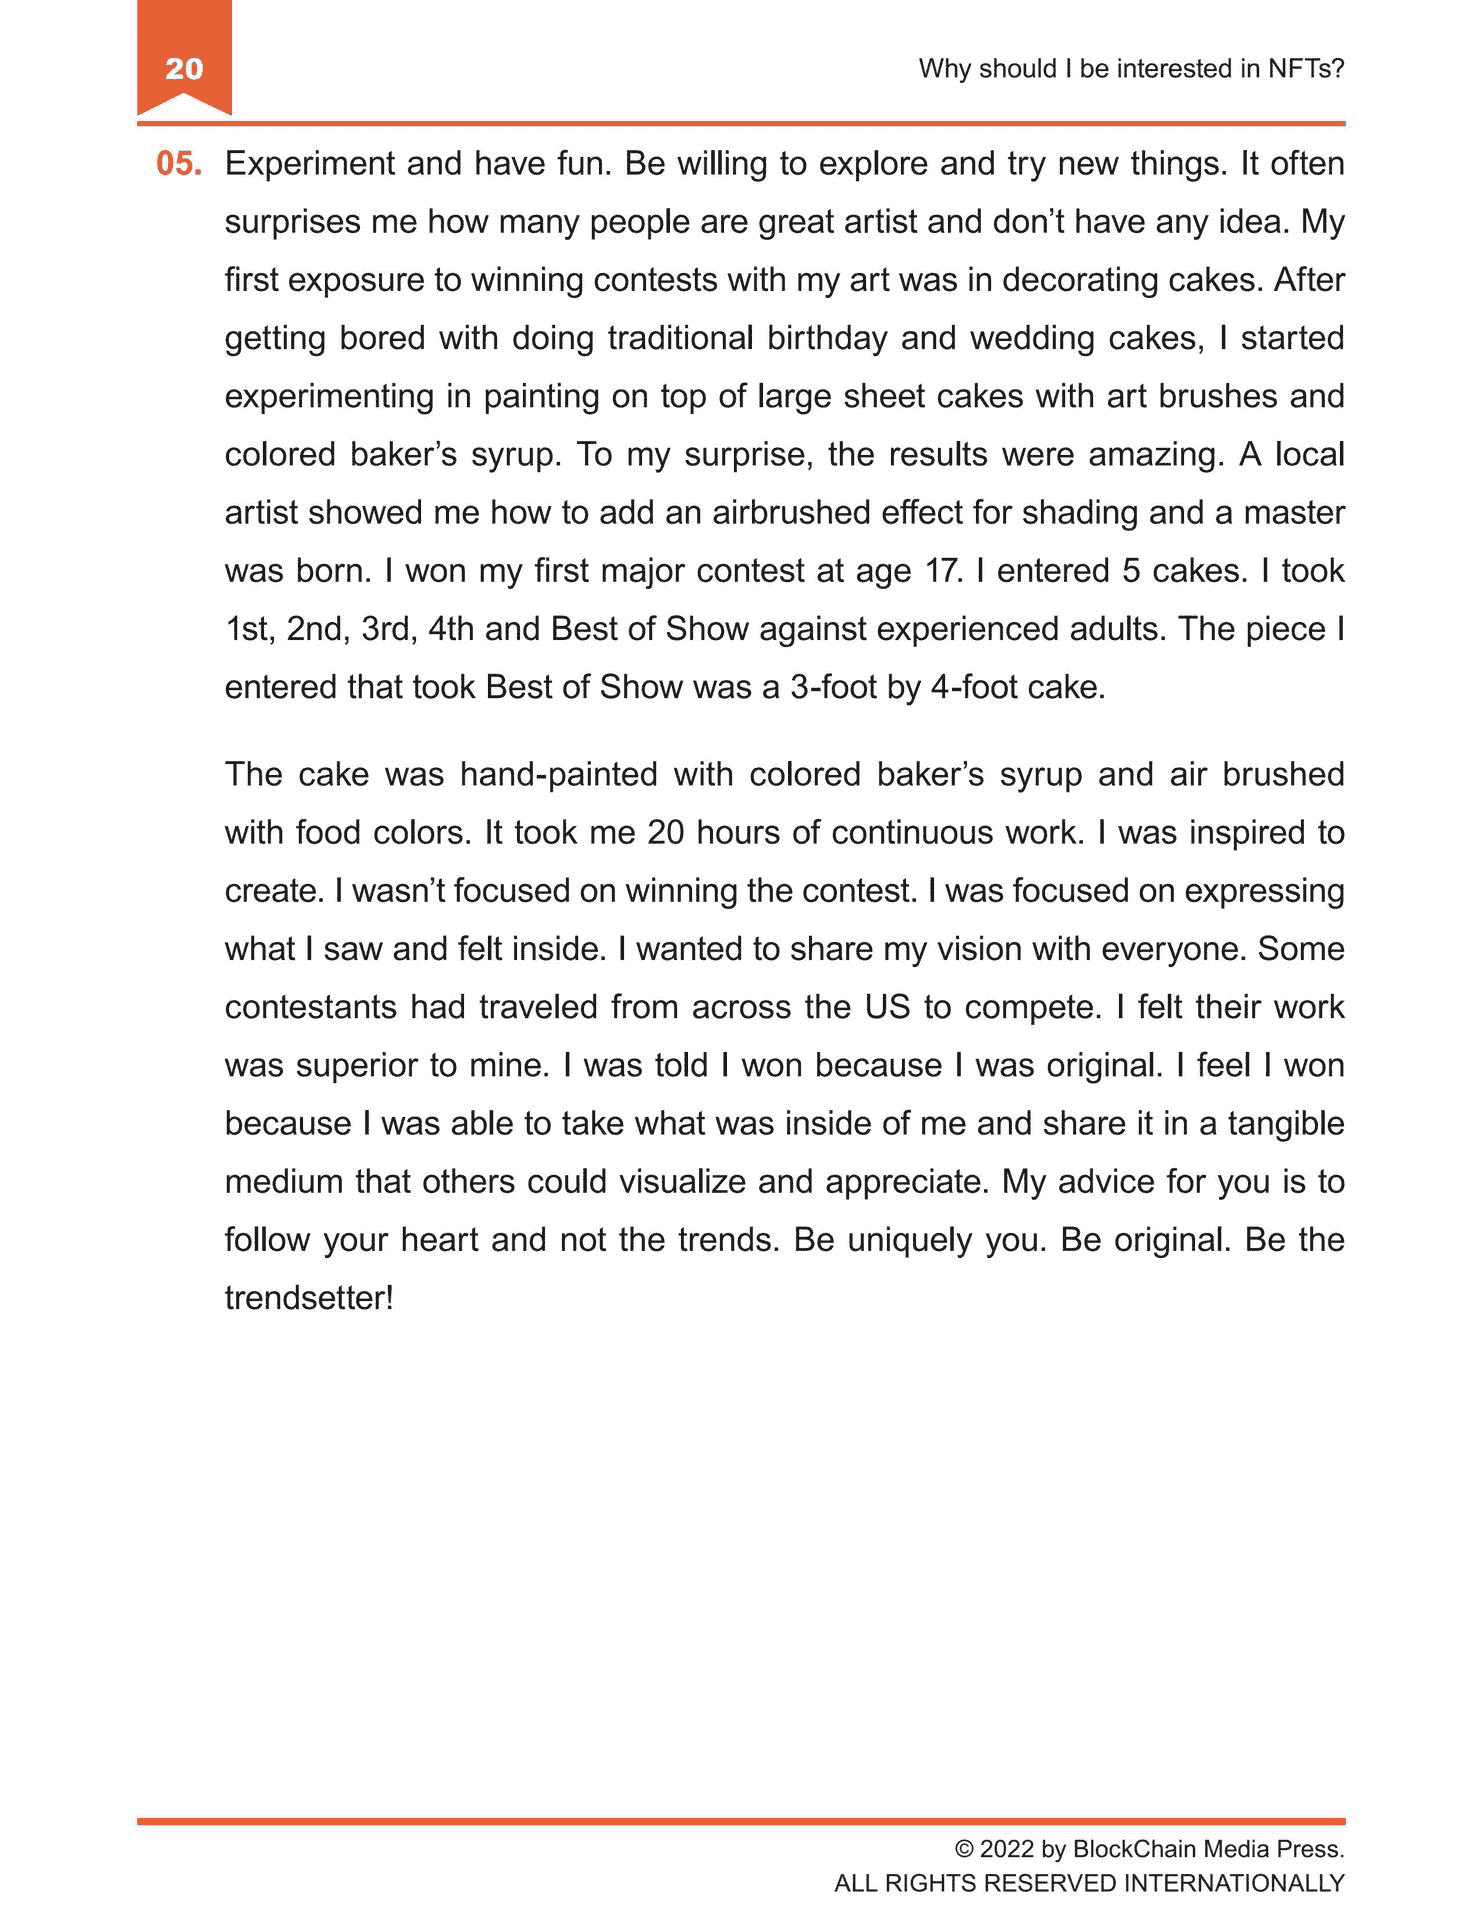 20
Why should I be interested in NFTs?
05. Experiment and have fun. Be willing to explore and try new things. It often
surprises me how many people are great artist and don’t have any idea. My
first exposure to winning contests with my art was in decorating cakes. After
getting bored with doing traditional birthday and wedding cakes, I started
experimenting in painting on top of large sheet cakes with art brushes and
colored baker’s syrup. To my surprise, the results were amazing. A local
artist showed me how to add an airbrushed effect for shading and a master
was born. I won my first major contest at age 17. I entered 5 cakes. I took
1st, 2nd, 3rd, 4th and Best of Show against experienced adults. The piece I
entered that took Best of Show was a 3-foot by 4-foot cake.
The cake was hand-painted with colored baker’s syrup and air brushed
with food colors. It took me 20 hours of continuous work. I was inspired to
create. I wasn’t focused on winning the contest. I was focused on expressing
what I saw and felt inside. I wanted to share my vision with everyone. Some
contestants had traveled from across the US to compete. I felt their work
was superior to mine. I was told I won because I was original. I feel I won
because I was able to take what was inside of me and share it in a tangible
medium that others could visualize and appreciate. My advice for you is to
follow your heart and not the trends. Be uniquely you. Be original. Be the
trendsetter!
© 2022 by BlockChain Media Press.
ALL RIGHTS RESERVED INTERNATIONALLY